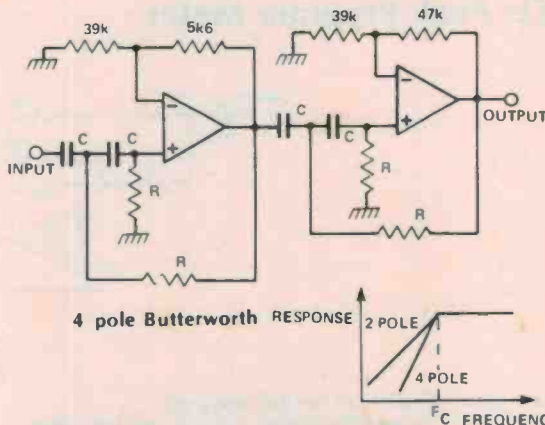 39k 5k6 39k 47k
C C C C
INPUT
OUTPUT
R R
R R
4 pole Butterworth RESPONSE
2 POLE
4 POLE
FC FREQUENC